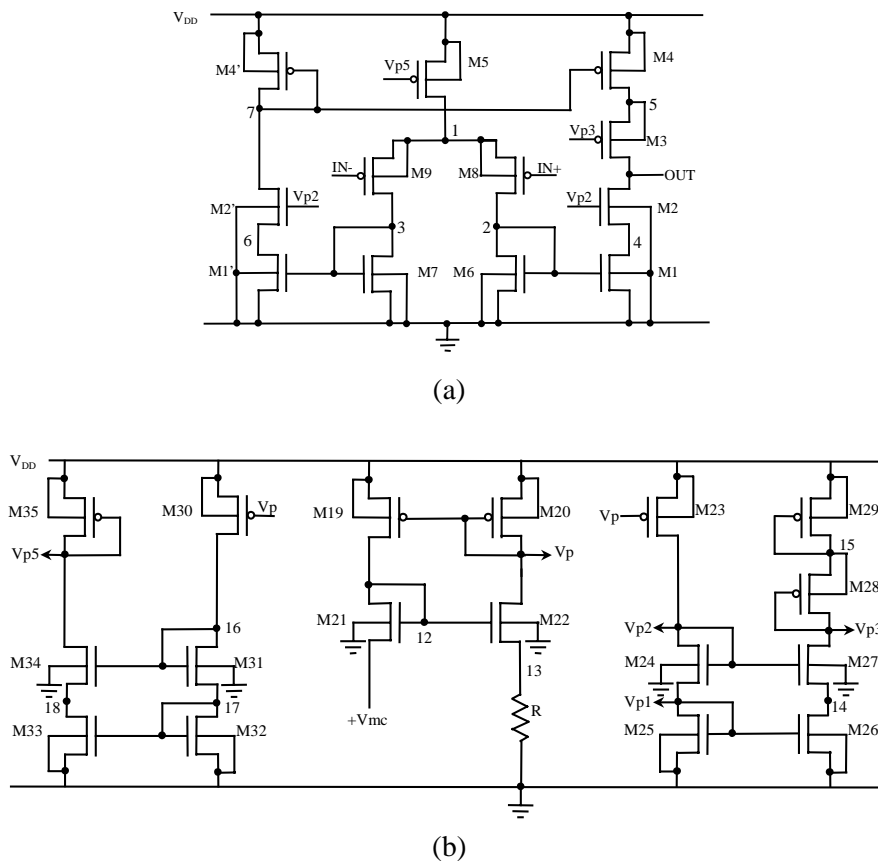 V_DD
M4'
Vp5
M5
M4
7
5
1
Vp3
M3
IN-
M9
M8
IN+
OUT
M2'
Vp2
Vp2
M2
6
3
2
4
M1'
M7
M6
M1
(a)
V_DD
M35
M30
Vp
M19
M20
Vp
M23
M29
Vp5
Vp
15
M28
16
M21
12
M22
Vp2
Vp3
M34
M31
13
M24
M27
18
17
Vp1
14
M33
M32
+Vmc
R
M25
M26
(b)